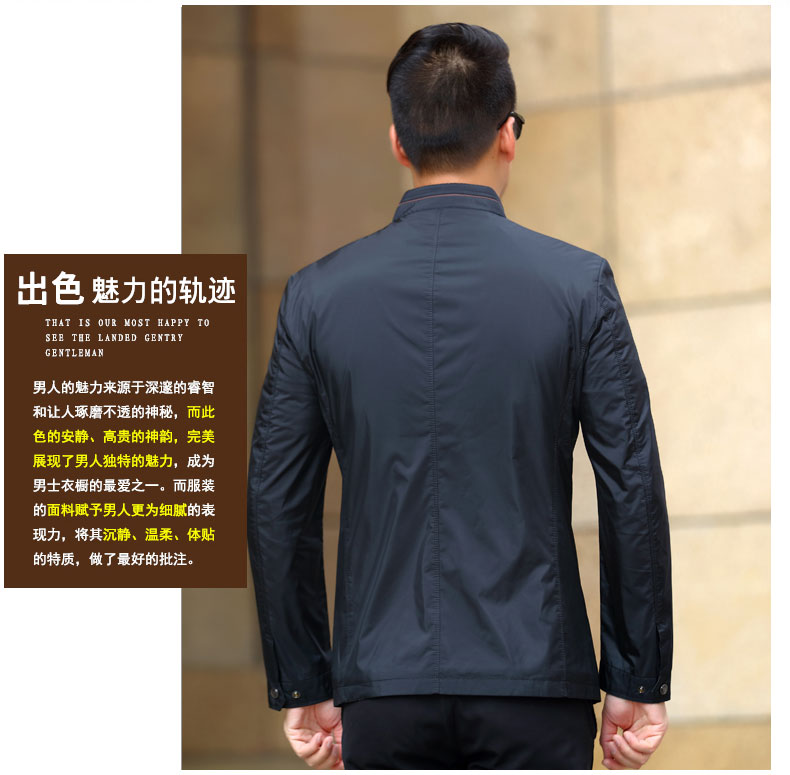 出色 魅力的轨迹
THAT IS OUR MOST HAPPY TO
SEE THE LANDED GENTRY
GENTLEMAN
男人的魅力来源于深邃的睿智
和让人琢磨不透的神秘，而此
色的安静、高贵的神韵，完美
展现了男人独特的魅力，成为
男士衣橱的最爱之一。而服装
的面料赋予男人更为细腻的表
现力，将其沉静、温柔、体贴
的特质，做了最好的批注。